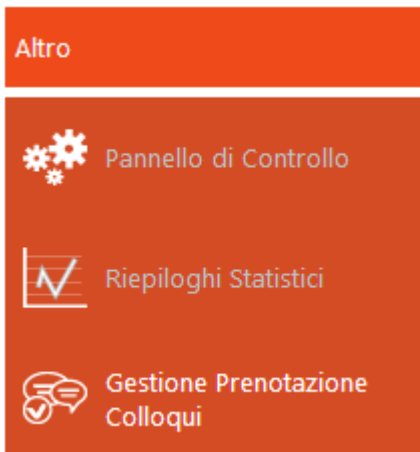 Altro
Pannello di Controllo
Riepiloghi Statistici
Gestione Prenotazione
Colloqui